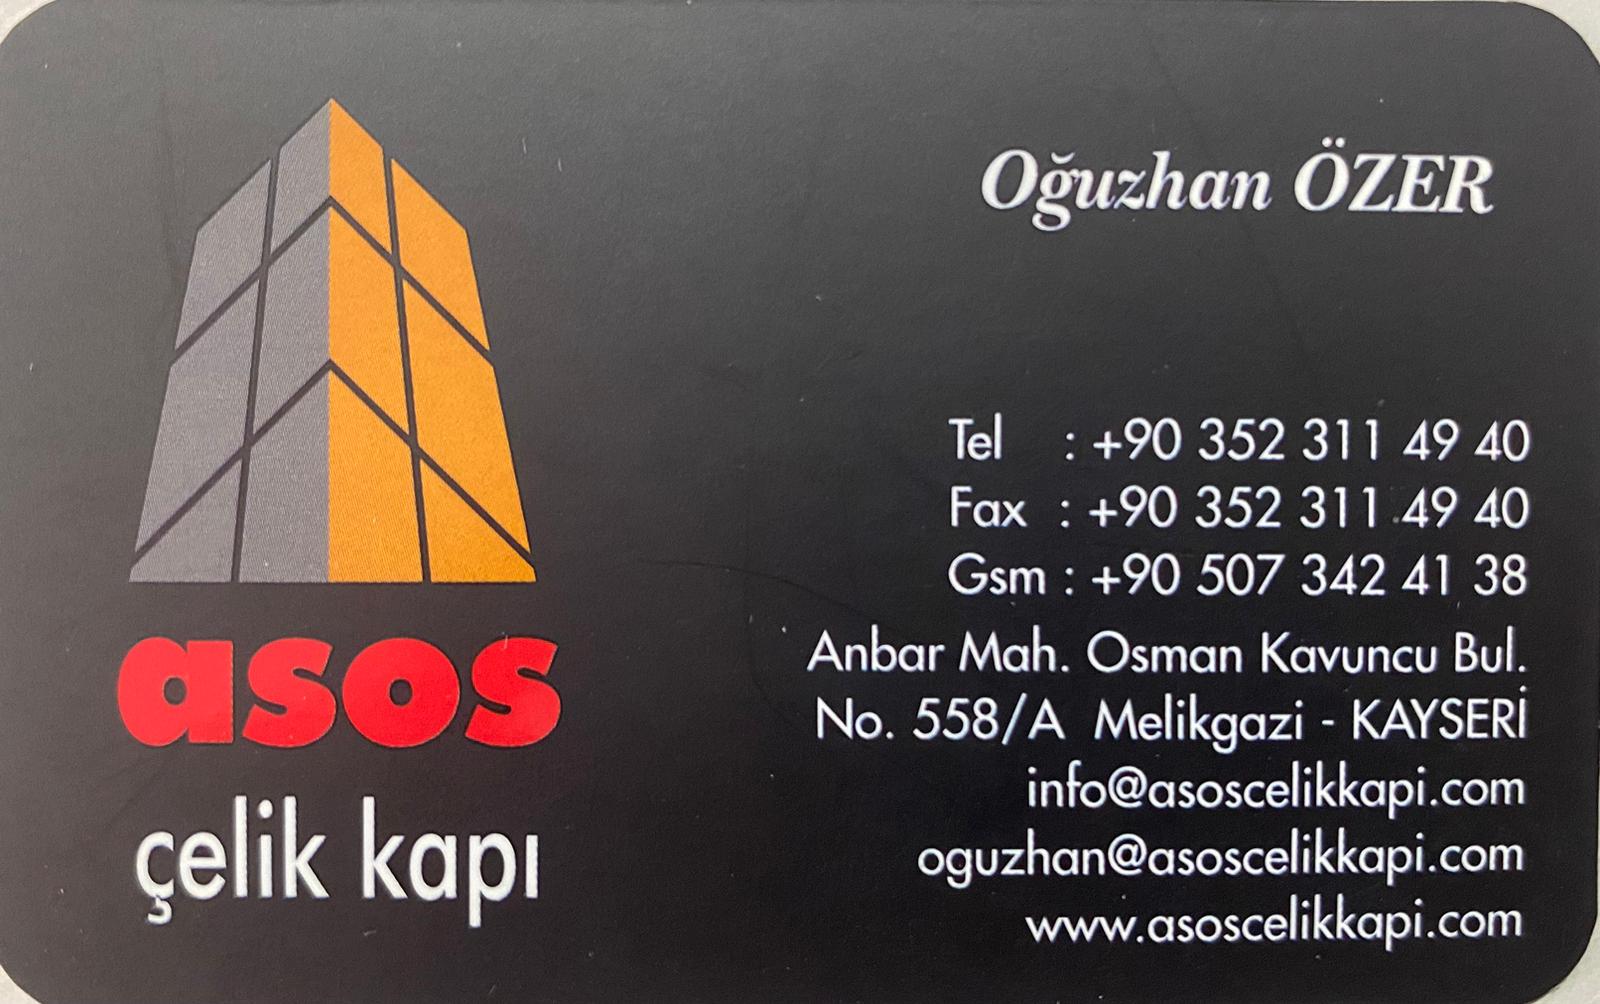 asos
çelik kapı
Oğuzhan ÖZER
Tel : +90 352 311 49 40
Fax : +90 352 311 49 40
Gsm : +90 507 342 41 38
Anbar Mah. Osman Kavuncu Bul.
No. 558/A Melikgazi - KAYSERİ
info@asoscelikkapi.com
oguzhan@asoscelikkapi.com
www.asoscelikkapi.com